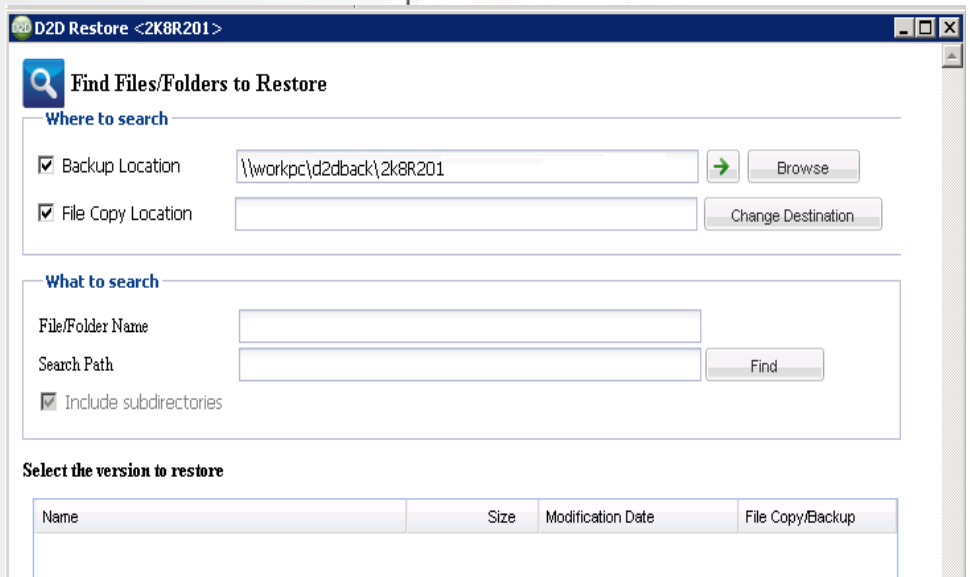 D2D Restore <2K8R201>
Find Files/Folders to Restore
Where to search
Backup Location
\\workpc\d2dback\2k8R201
Browse
File Copy Location
Change Destination
What to search
File/Folder Name
Search Path
Find
Include subdirectories
Select the version to restore
Name Size Modification Date File Copy/Backup